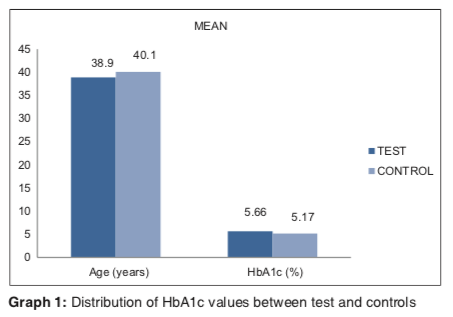 MEAN
45
40
35
30
25
20
15
10
5
0
38.9
40.1
5.66
5.17
Age (years)
HbA1c (%)
TEST
CONTROL
Graph 1: Distribution of HbA1c values between test and controls